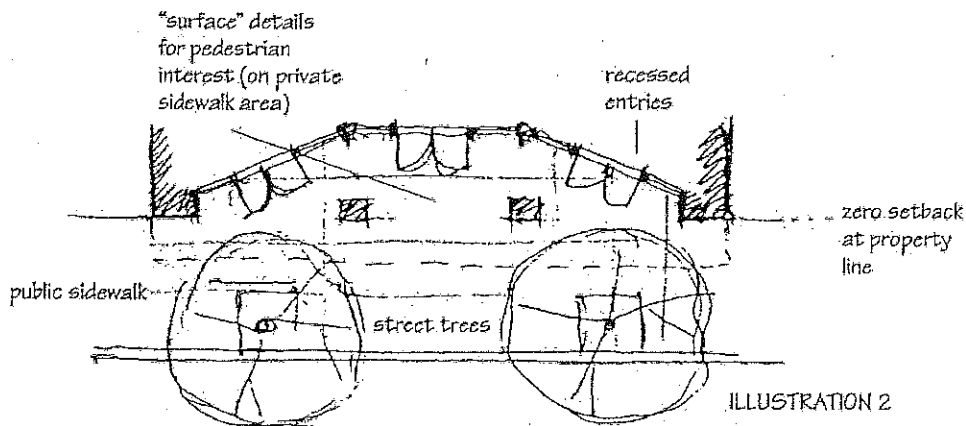 “surface” details
for pedestrian
interest (on private
sidewalk area)
recessed
entries
zero setback
at property
line
public sidewalk
street trees
ILLUSTRATION 2